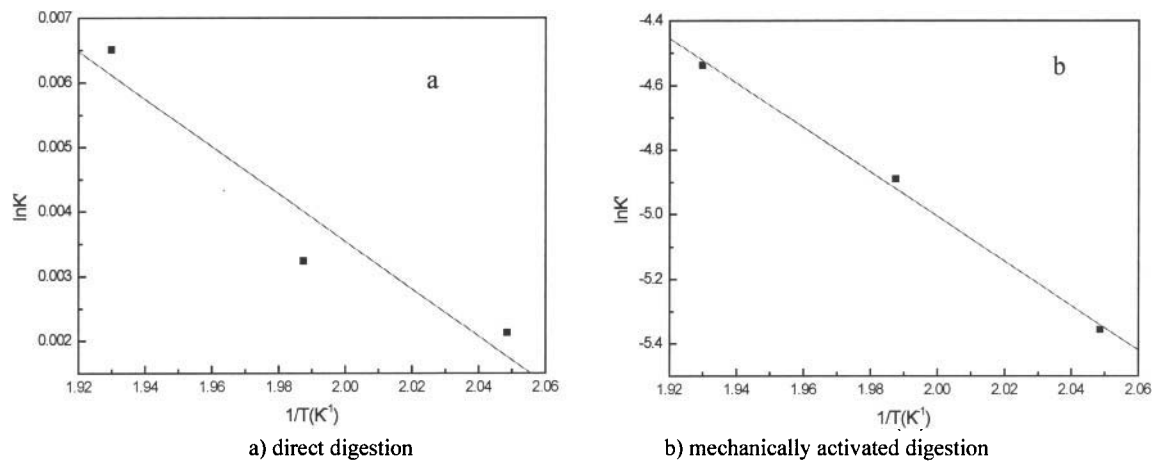 0.007
0.006
0.005
0.004
0.003
0.002
lnK'
a
1.92 1.94 1.96 1.98 2.00 2.02 2.04 2.06
1/T(K⁻¹)
a) direct digestion
-4.4
-4.6
-4.8
-5.0
-5.2
-5.4
lnK'
b
1.92 1.94 1.96 1.98 2.00 2.02 2.04 2.06
1/T(K⁻¹)
b) mechanically activated digestion